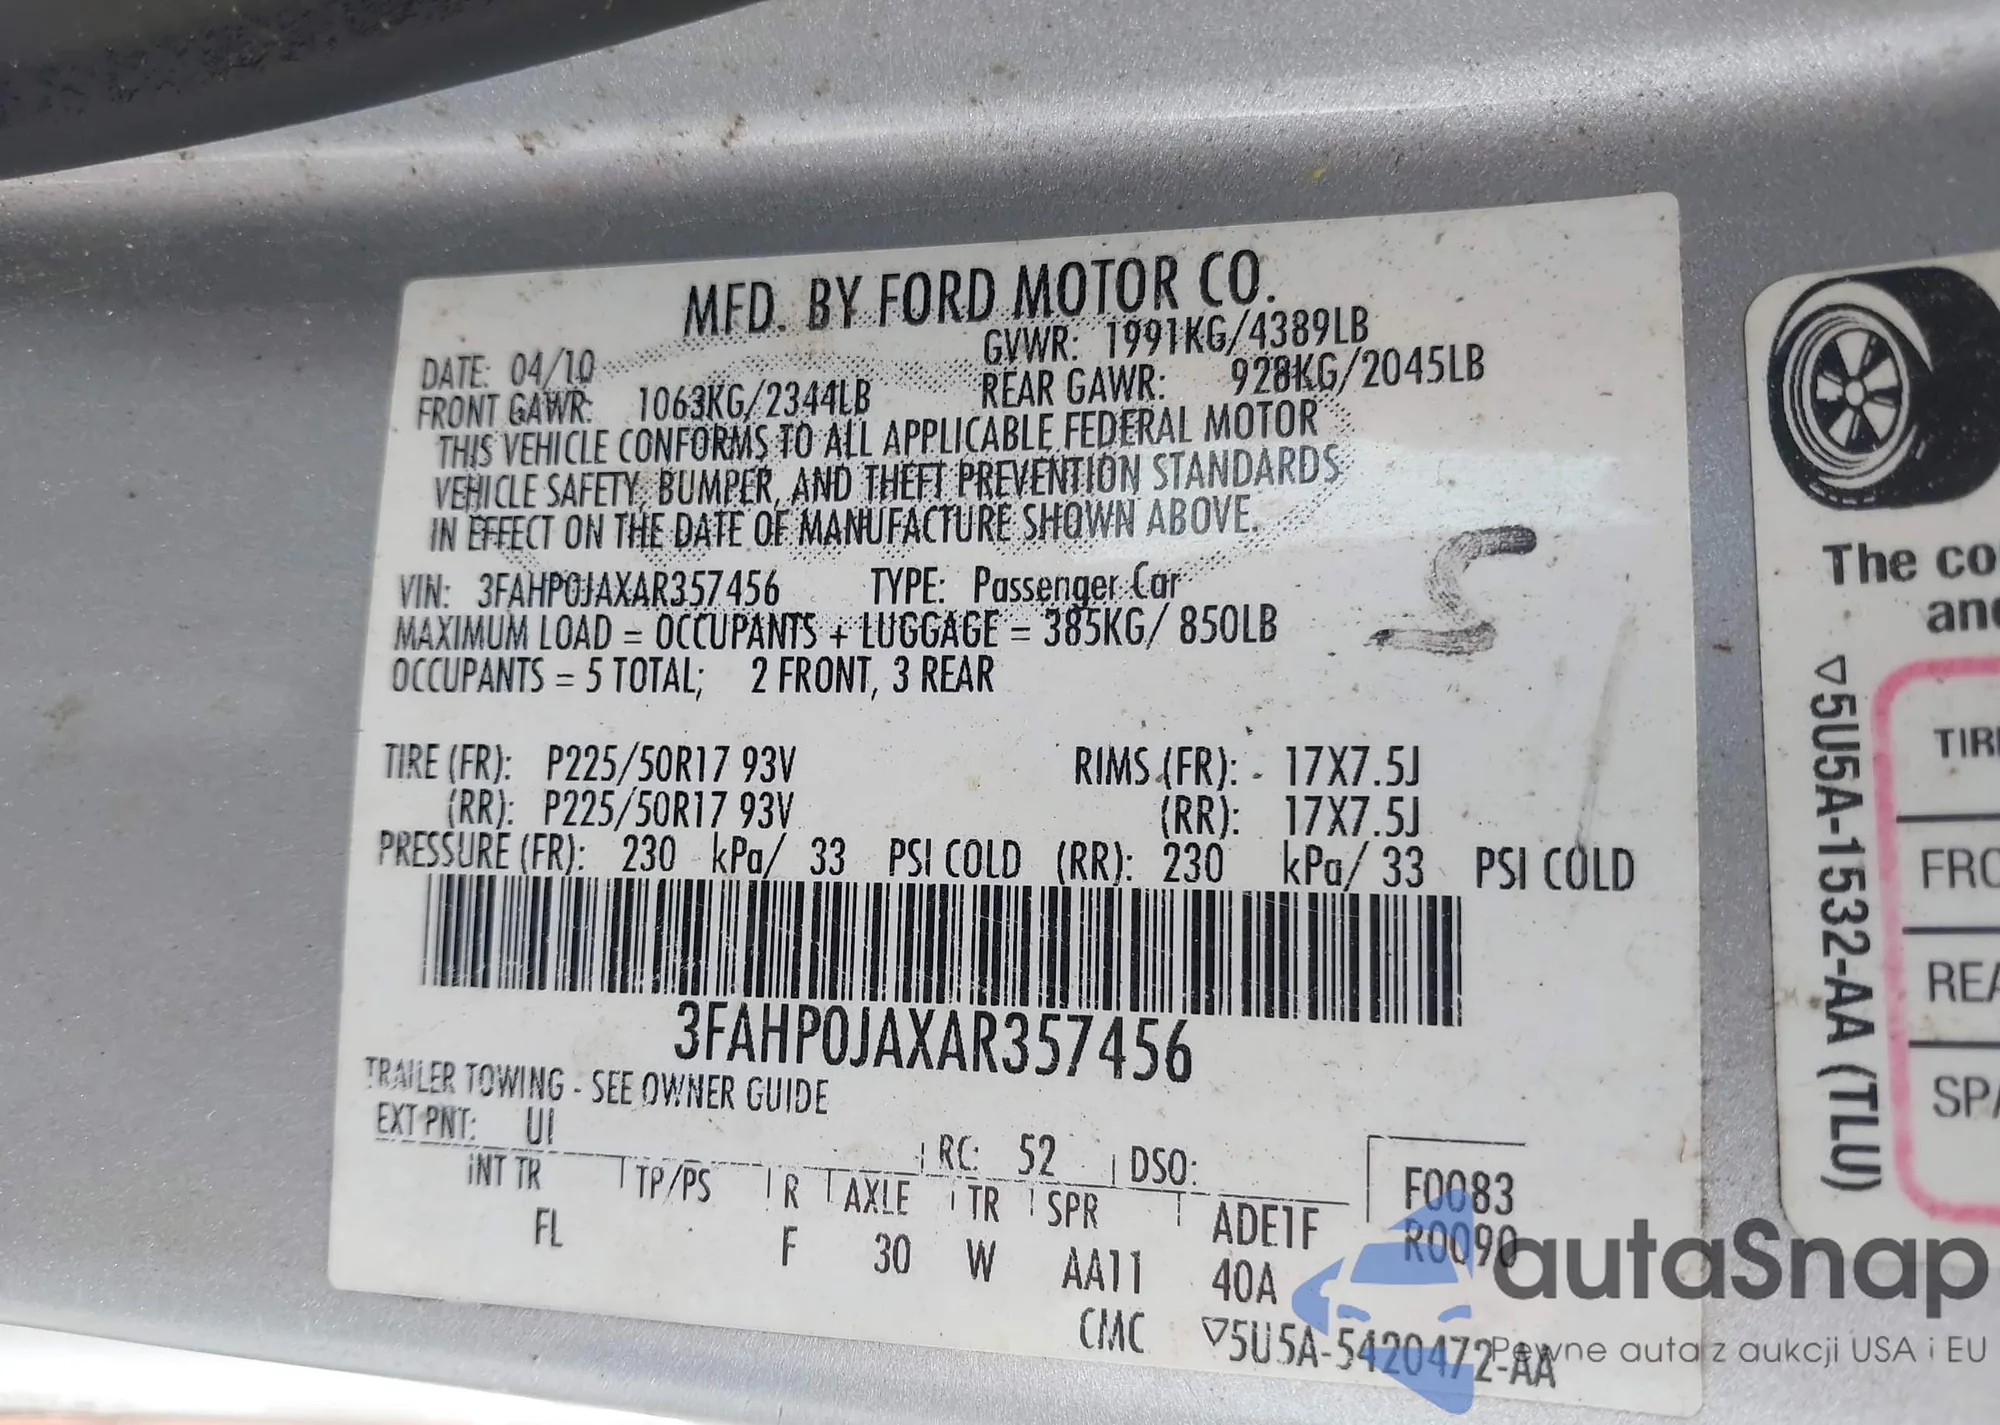 MFD. BY FORD MOTOR CO.
DATE: 04/10 GVWR: 1991KG/4389LB
FRONT GAWR: 1063KG/2344LB REAR GAWR: 928KG/2045LB
THIS VEHICLE CONFORMS TO ALL APPLICABLE FEDERAL MOTOR
VEHICLE SAFETY, BUMPER, AND THEFT PREVENTION STANDARDS
IN EFFECT ON THE DATE OF MANUFACTURE SHOWN ABOVE.
VIN: 3FAHP0JAXAR357456 TYPE: Passenger Car
MAXIMUM LOAD = OCCUPANTS + LUGGAGE = 385KG/ 850LB
OCCUPANTS = 5 TOTAL; 2 FRONT, 3 REAR
TIRE (FR): P225/50R17 93V RIMS (FR): 17X7.5J
(RR): P225/50R17 93V (RR): 17X7.5J
PRESSURE (FR): 230 kPa/ 33 PSI COLD (RR): 230 kPa/ 33 PSI COLD
3FAHP0JAXAR357456
TRAILER TOWING - SEE OWNER GUIDE
EXT PNT: UI RC: 52 DSO:
INT TR TP/PS R AXLE TR SPR ADE1F F0083
FL F 30 W AA11 40A R0090
CMC ▽5U5A-5420472-AA
The co
and
▽5U5A-1532-AA (TLU)
TIR
FRO
REA
SPA
autaSnap
Pewne auta z aukcji USA i EU